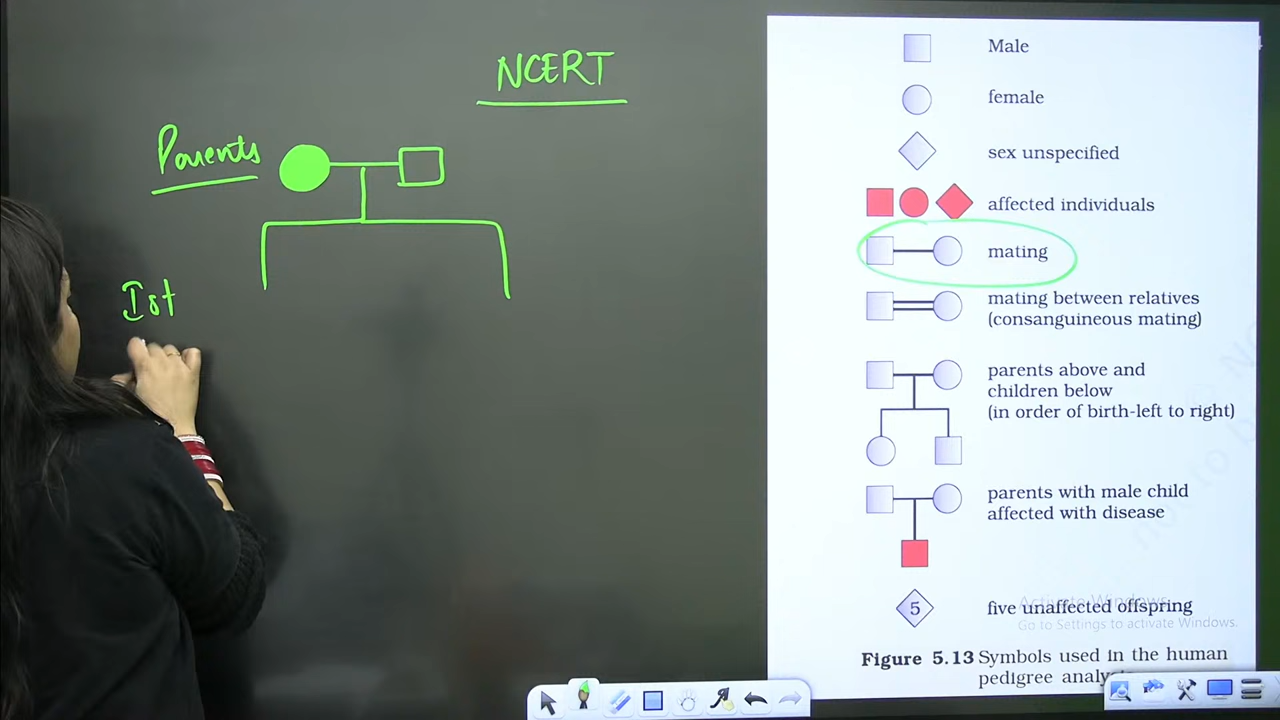 NCERT
Parents
Ist
Male
female
sex unspecified
affected individuals
mating
mating between relatives
(consanguineous mating)
parents above and
children below
(in order of birth-left to right)
parents with male child
affected with disease
5
five unaffected offspring
Activate Windows
Go to Settings to activate Windows.
Figure 5.13 Symbols used in the human
pedigree